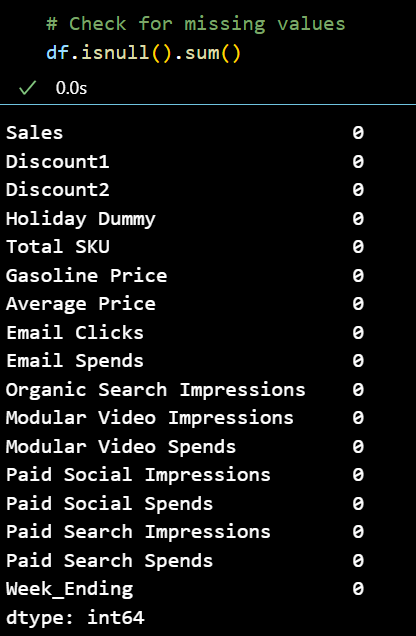 # Check for missing values
df.isnull().sum()
✓ 0.0s
Sales 0
Discount1 0
Discount2 0
Holiday Dummy 0
Total SKU 0
Gasoline Price 0
Average Price 0
Email Clicks 0
Email Spends 0
Organic Search Impressions 0
Modular Video Impressions 0
Modular Video Spends 0
Paid Social Impressions 0
Paid Social Spends 0
Paid Search Impressions 0
Paid Search Spends 0
Week_Ending 0
dtype: int64